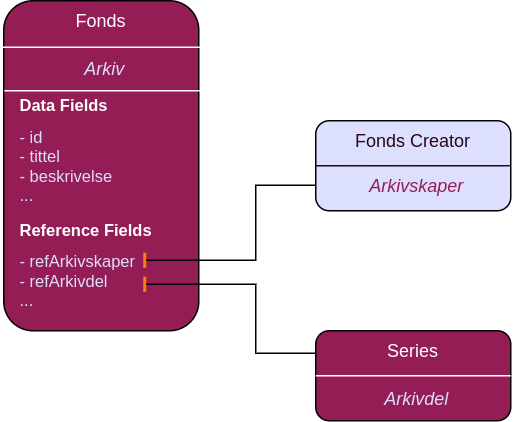 Fonds
Arkiv
Data Fields
- id
- tittel
- beskrivelse
...
Reference Fields
- refArkivskaper
- refArkivdel
...
Fonds Creator
Arkivskaper
Series
Arkivdel